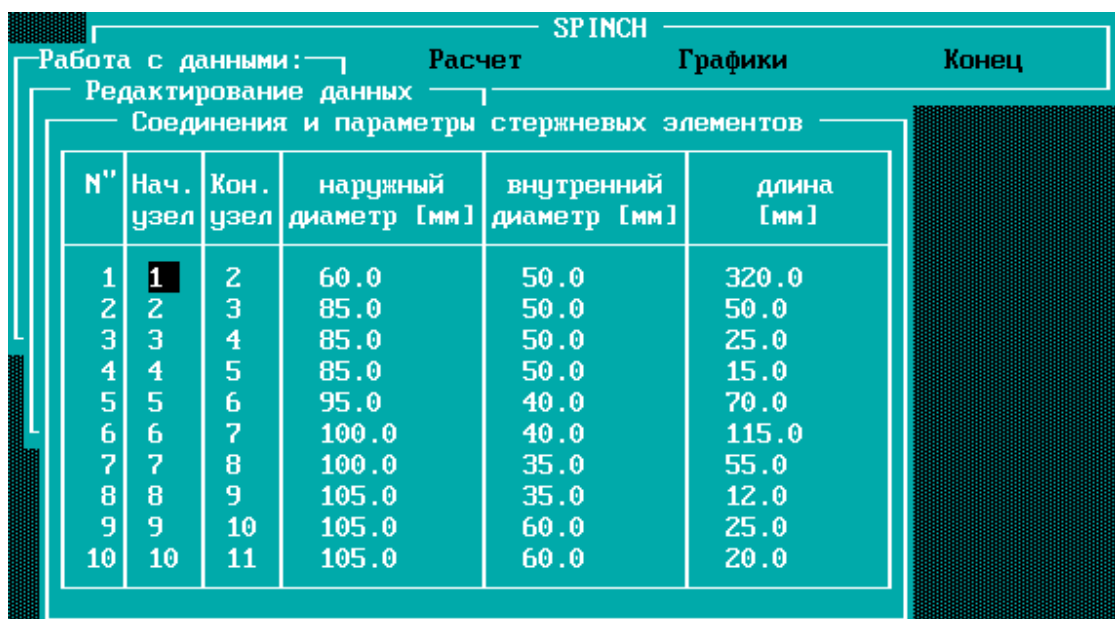 SPINCH
Работа с данными: Расчет Графики Конец
Редактирование данных
Соединения и параметры стержневых элементов
N" Нач. Кон. наружный внутренний длина
узел узел диаметр [мм] диаметр [мм] [мм]
1 1 2 60.0 50.0 320.0
2 2 3 85.0 50.0 50.0
3 3 4 85.0 50.0 25.0
4 4 5 85.0 50.0 15.0
5 5 6 95.0 40.0 70.0
6 6 7 100.0 40.0 115.0
7 7 8 100.0 35.0 55.0
8 8 9 105.0 35.0 12.0
9 9 10 105.0 60.0 25.0
10 10 11 105.0 60.0 20.0